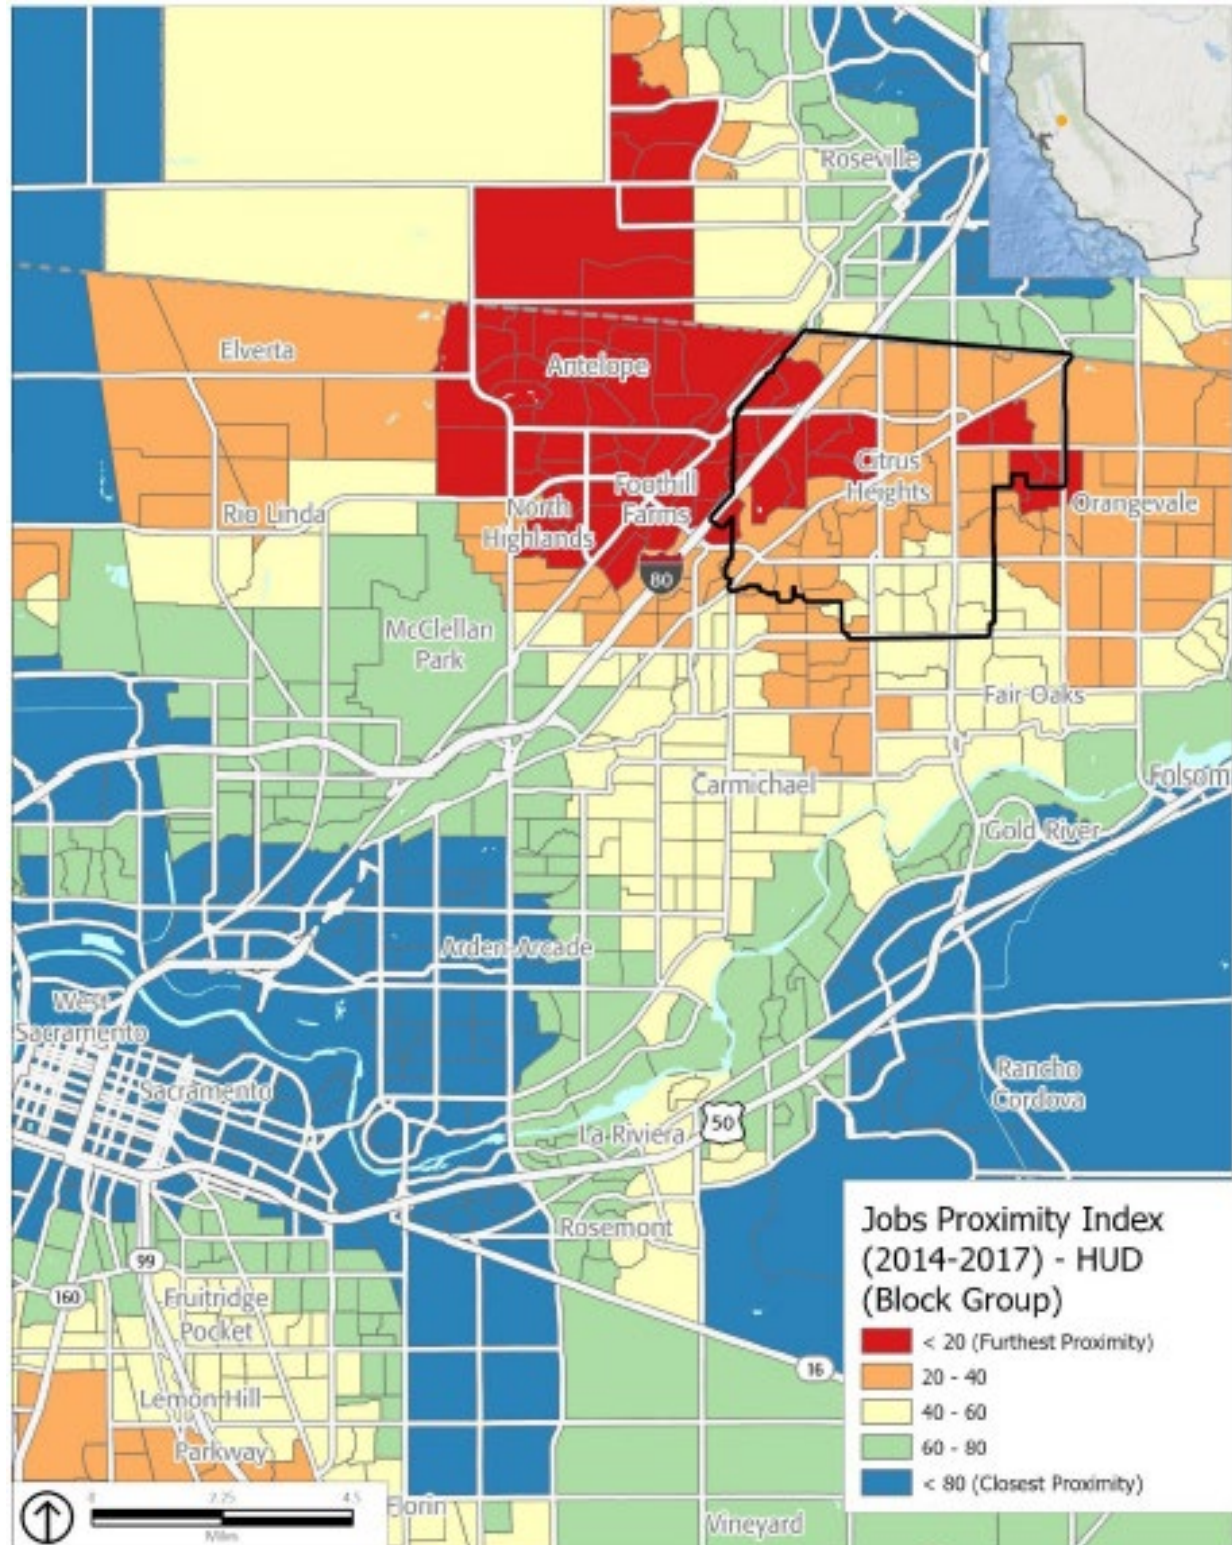 Roseville
Elverta
Antelope
Citrus
Heights
Foothill
Farms
Orangevale
Rio Linda
North
Highlands
80
McClellan
Park
Fair Oaks
Carmichael
Folsom
Gold River
Arden-Arcade
West
Sacramento
Sacramento
Rancho
Cordova
50
La Riviera
Rosemont
99
160
Fruitridge
Pocket
16
Lemon Hill
Parkway
Florin
Vineyard
Jobs Proximity Index
(2014-2017) - HUD
(Block Group)
< 20 (Furthest Proximity)
20 - 40
40 - 60
60 - 80
< 80 (Closest Proximity)
0 2.25 4.5
Miles